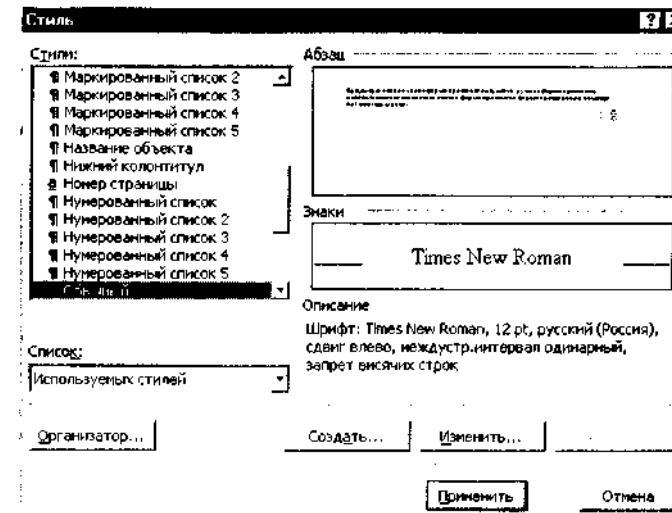 Стиль
Стили:
¶ Маркированный список 2
¶ Маркированный список 3
¶ Маркированный список 4
¶ Маркированный список 5
¶ Название объекта
¶ Нижний колонтитул
a Номер страницы
¶ Нумерованный список
¶ Нумерованный список 2
¶ Нумерованный список 3
¶ Нумерованный список 4
¶ Нумерованный список 5
Список:
Используемых стилей
Организатор...
Абзац
Знаки
Times New Roman
Описание
Шрифт: Times New Roman, 12 pt, русский (Россия),
сдвиг влево, междустр.интервал одинарный,
запрет висячих строк
Создать...
Изменить...
Применить
Отмена